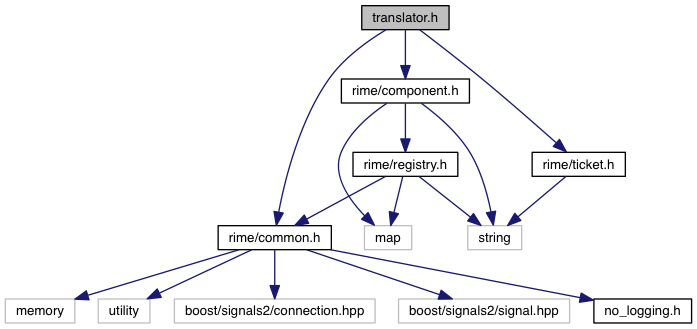 translator.h
rime/component.h
rime/registry.h
rime/ticket.h
rime/common.h
map
string
memory
utility
boost/signals2/connection.hpp
boost/signals2/signal.hpp
no_logging.h